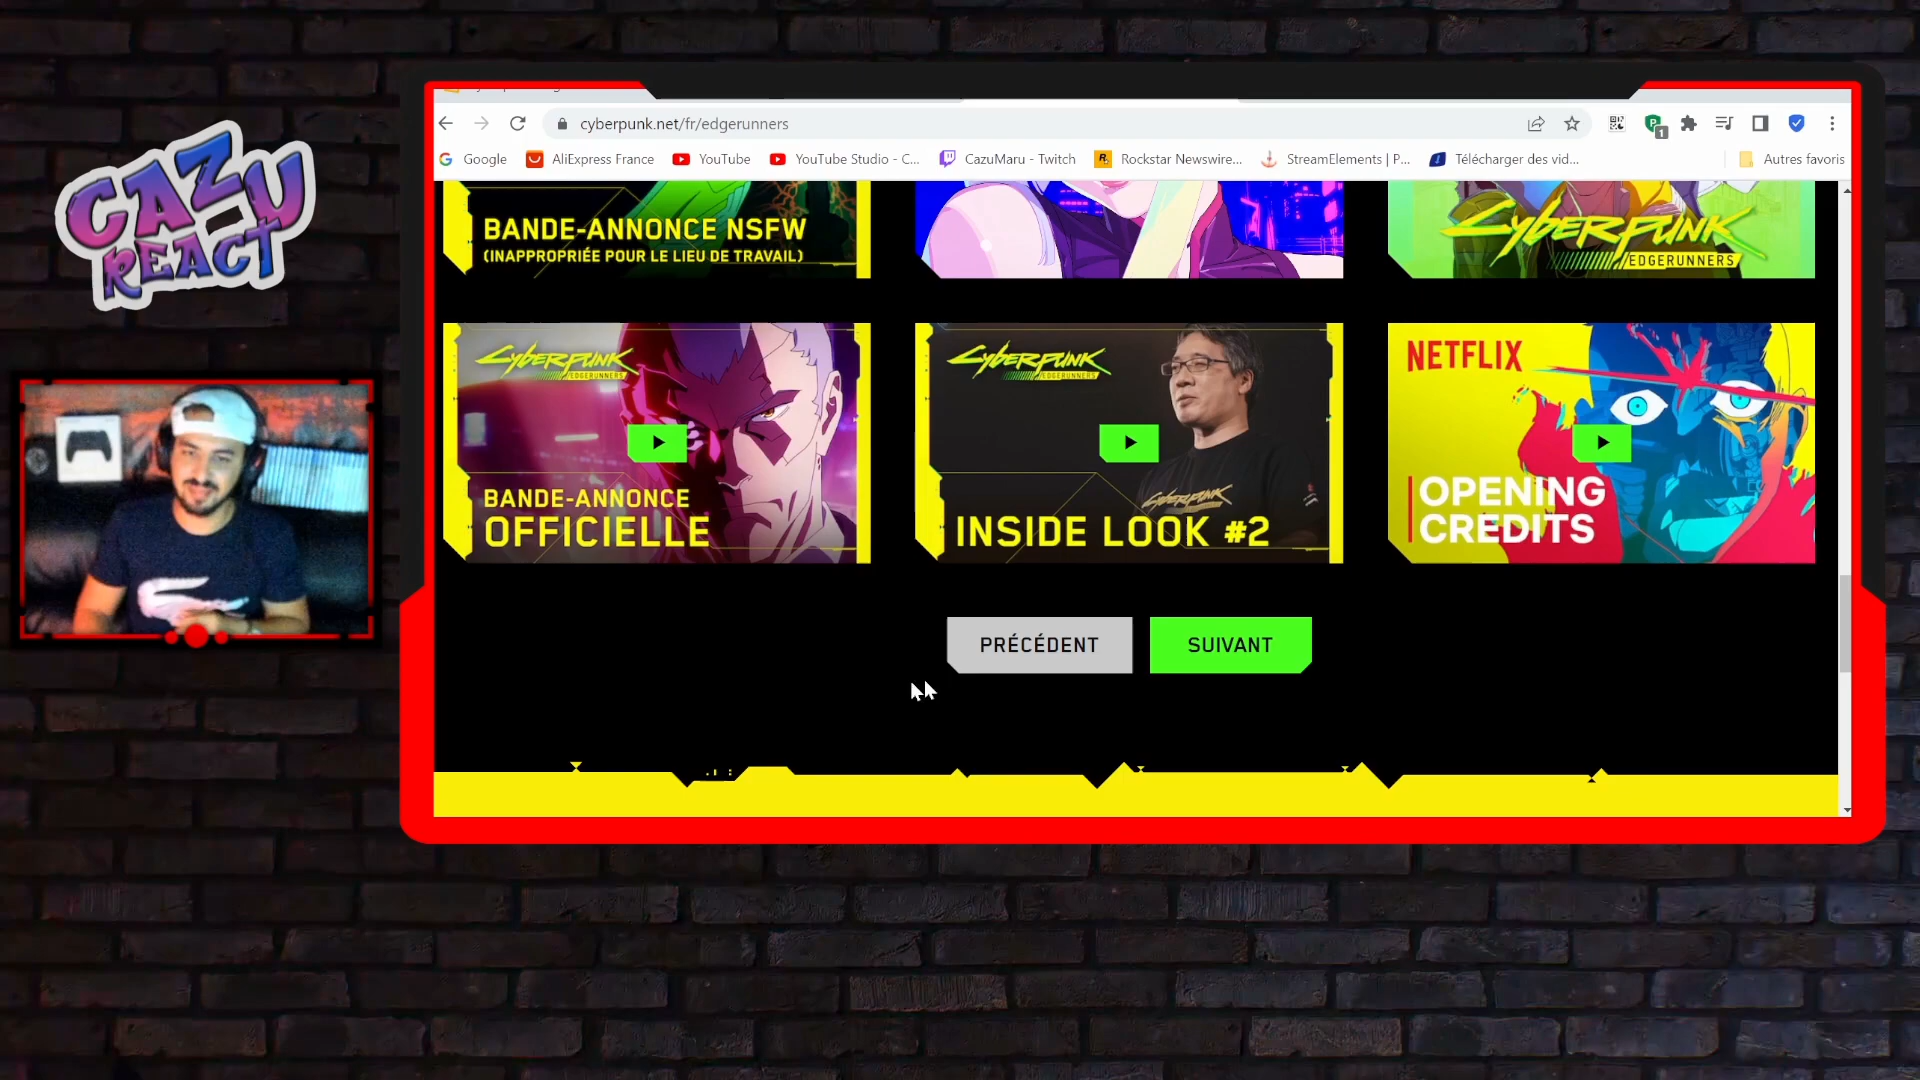 CAZU
REACT
cyberpunk.net/fr/edgerunners
1
Google
AliExpress France
YouTube
YouTube Studio - C...
CazuMaru - Twitch
Rockstar Newswire...
StreamElements | P...
Télécharger des vid...
Autres favoris
BANDE-ANNONCE NSFW
(INAPPROPRIÉE POUR LE LIEU DE TRAVAIL)
Cyberpunk
EDGERUNNERS
Cyberpunk
EDGERUNNERS
BANDE-ANNONCE
OFFICIELLE
Cyberpunk
EDGERUNNERS
Cyberpunk
INSIDE LOOK #2
NETFLIX
OPENING
CREDITS
PRÉCÉDENT
SUIVANT